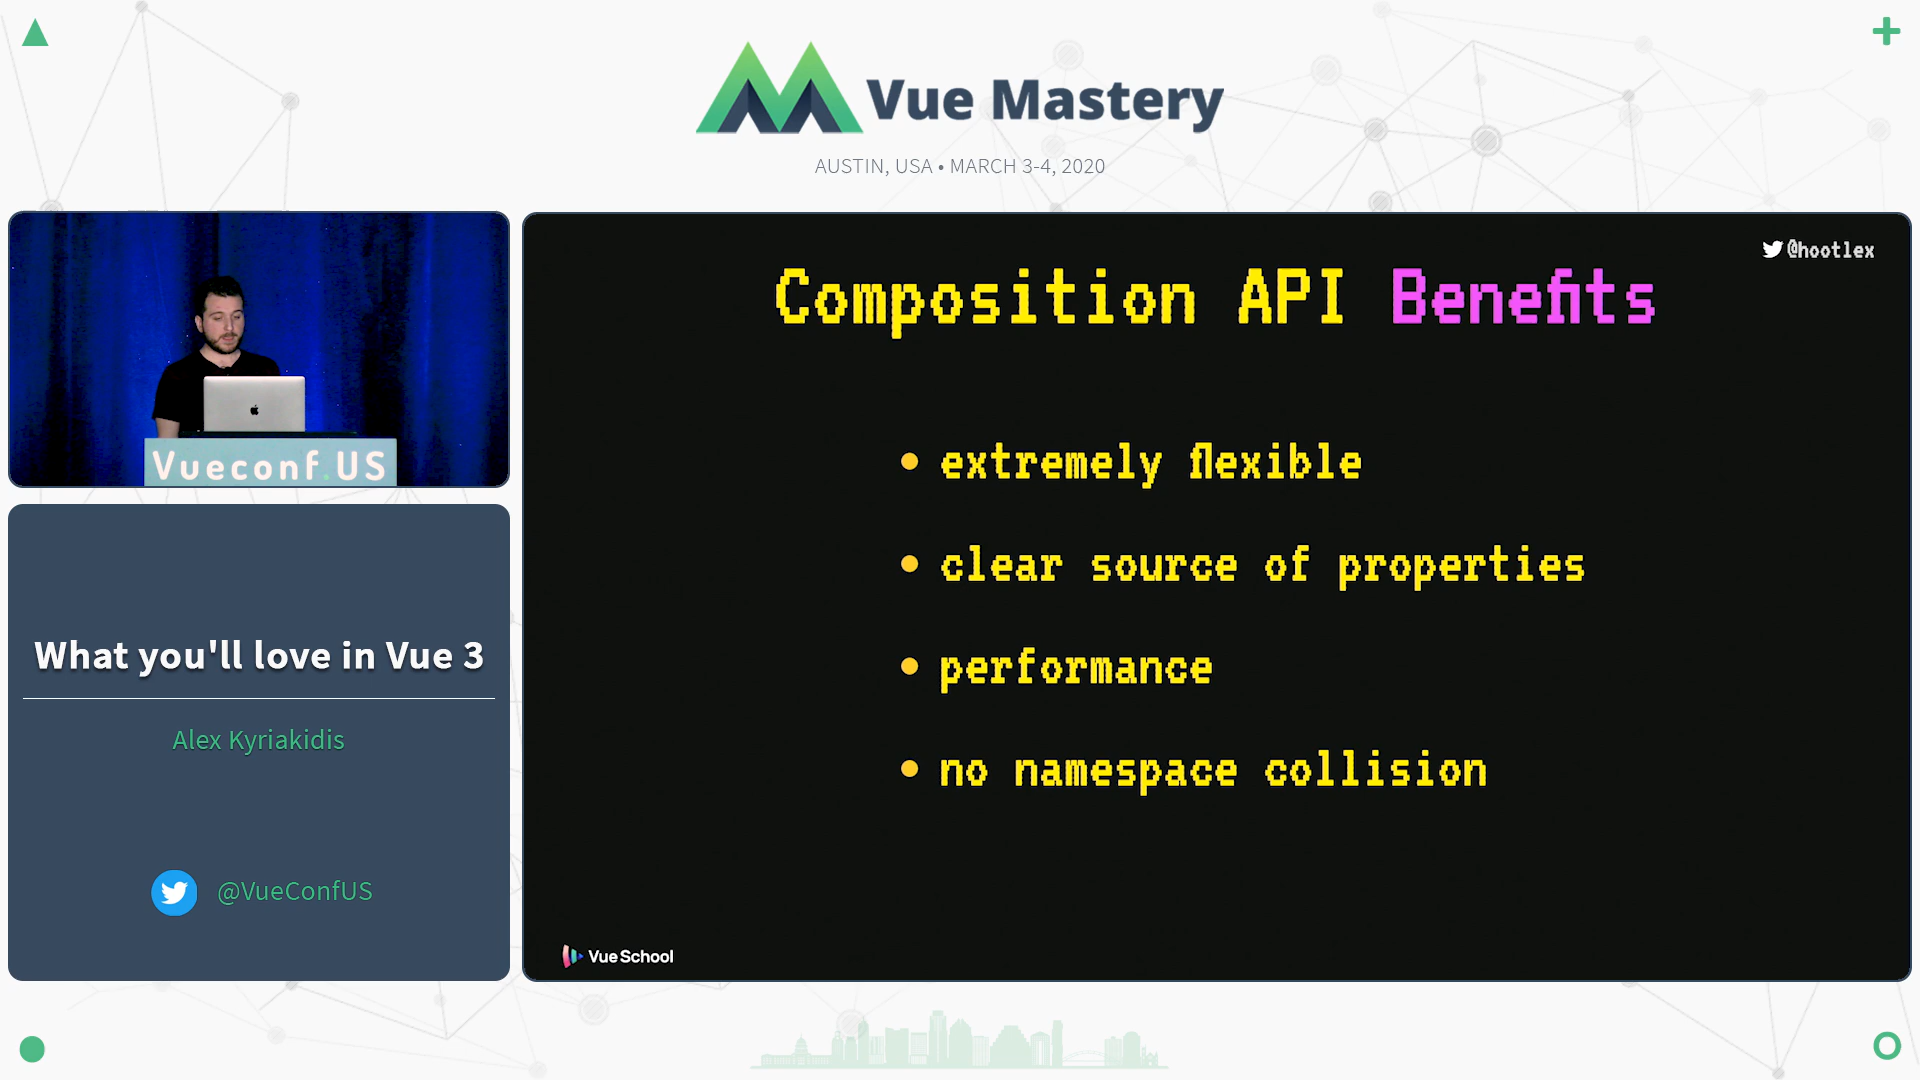 Vue Mastery
AUSTIN, USA • MARCH 3-4, 2020
@hootlex
Composition API Benefits
• extremely flexible
• clear source of properties
• performance
• no namespace collision
Vue School
Vueconf.US
What you'll love in Vue 3
Alex Kyriakidis
@VueConfUS